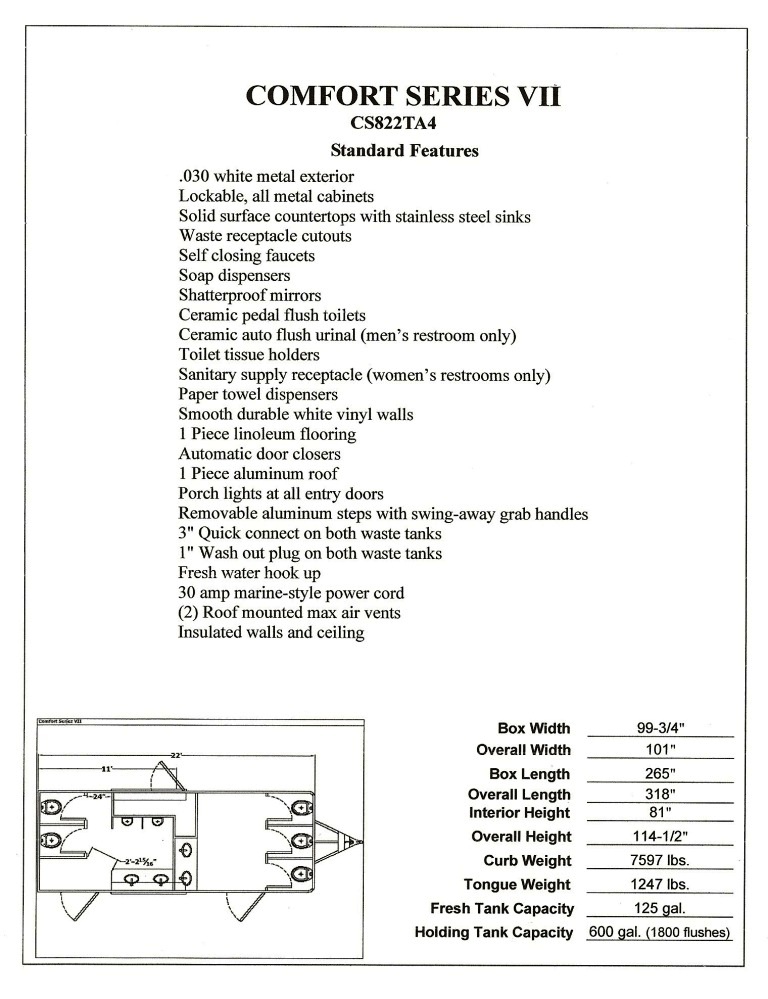 COMFORT SERIES VII
CS822TA4
Standard Features
.030 white metal exterior
Lockable, all metal cabinets
Solid surface countertops with stainless steel sinks
Waste receptacle cutouts
Self closing faucets
Soap dispensers
Shatterproof mirrors
Ceramic pedal flush toilets
Ceramic auto flush urinal (men's restroom only)
Toilet tissue holders
Sanitary supply receptacle (women's restrooms only)
Paper towel dispensers
Smooth durable white vinyl walls
1 Piece linoleum flooring
Automatic door closers
1 Piece aluminum roof
Porch lights at all entry doors
Removable aluminum steps with swing-away grab handles
3" Quick connect on both waste tanks
1" Wash out plug on both waste tanks
Fresh water hook up
30 amp marine-style power cord
(2) Roof mounted max air vents
Insulated walls and ceiling
Comfort Series VII
22'
11'
24"
2'-2 15/16"
Box Width 99-3/4"
Overall Width 101"
Box Length 265"
Overall Length 318"
Interior Height 81"
Overall Height 114-1/2"
Curb Weight 7597 lbs.
Tongue Weight 1247 lbs.
Fresh Tank Capacity 125 gal.
Holding Tank Capacity 600 gal. (1800 flushes)